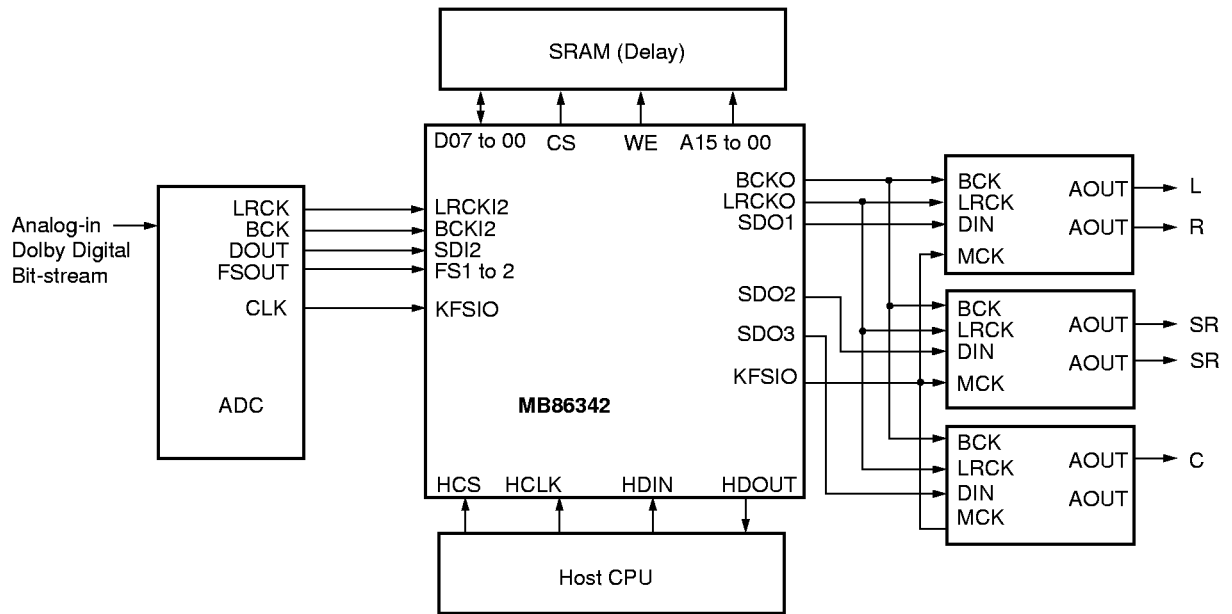 SRAM (Delay)
D07 to 00
CS
WE
A15 to 00
Analog-in
Dolby Digital
Bit-stream
LRCK
BCK
DOUT
FSOUT
CLK
ADC
LRCKI2
BCKI2
SDI2
FS1 to 2
KFSIO
BCKO
LRCKO
SDO1
SDO2
SDO3
KFSIO
MB86342
HCS
HCLK
HDIN
HDOUT
Host CPU
BCK
LRCK
DIN
MCK
AOUT
AOUT
L
R
BCK
LRCK
DIN
MCK
AOUT
AOUT
SR
SR
BCK
LRCK
DIN
MCK
AOUT
AOUT
C